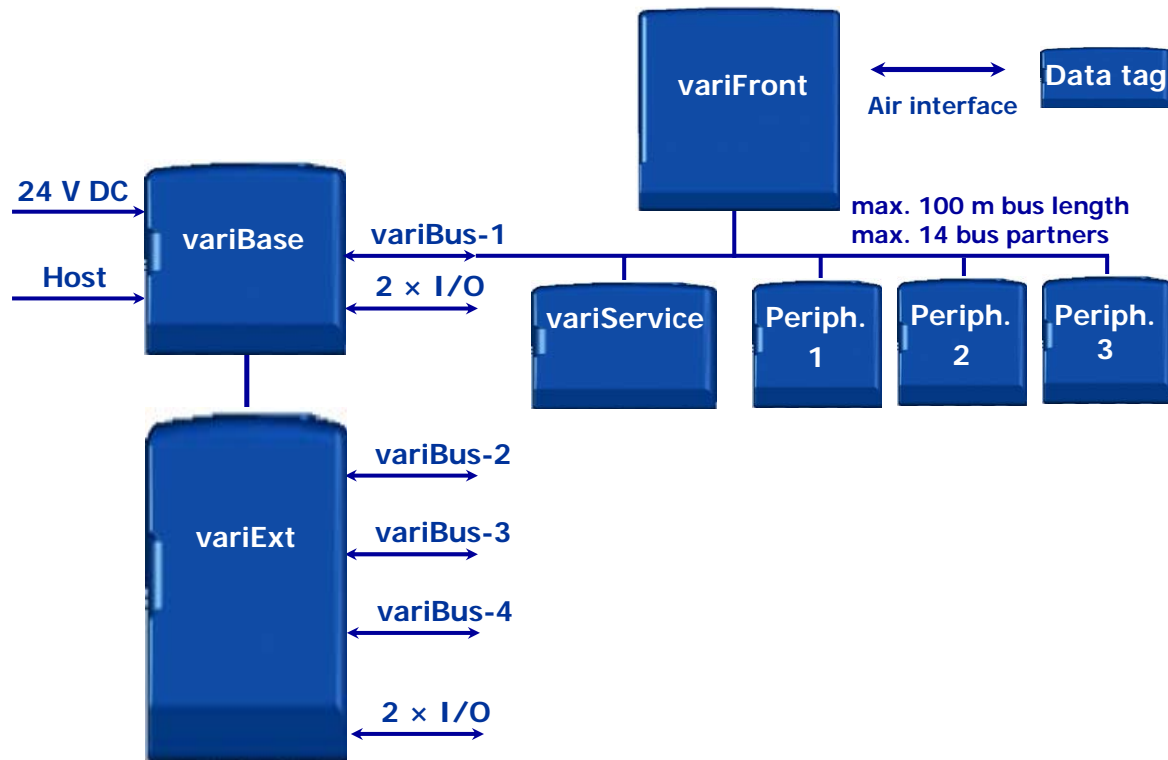 variFront
Data tag
Air interface
24 V DC
variBase
variBus-1
max. 100 m bus length
max. 14 bus partners
Host
2 × I/O
variService
Periph.
1
Periph.
2
Periph.
3
variBus-2
variExt
variBus-3
variBus-4
2 × I/O